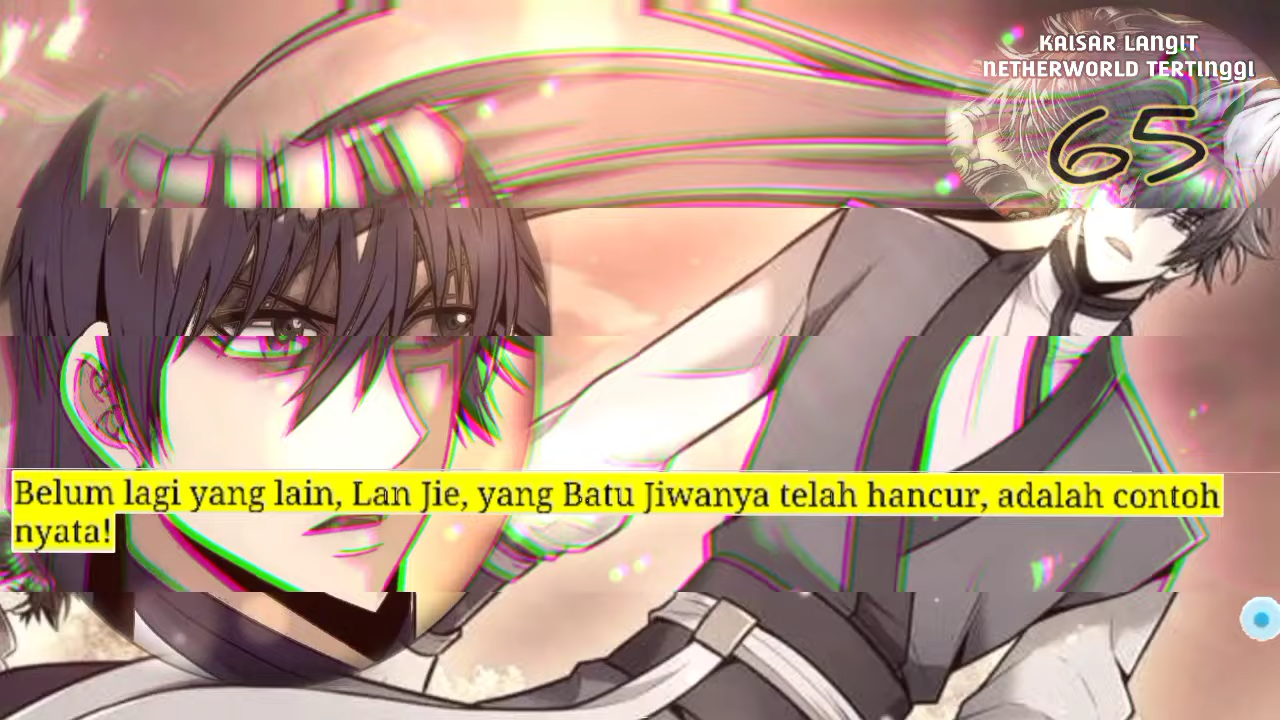 KAISAR LANGIT
NETHERWORLD TERTINGGI
65
Belum lagi yang lain, Lan Jie, yang Batu Jiwanya telah hancur, adalah contoh
nyata!